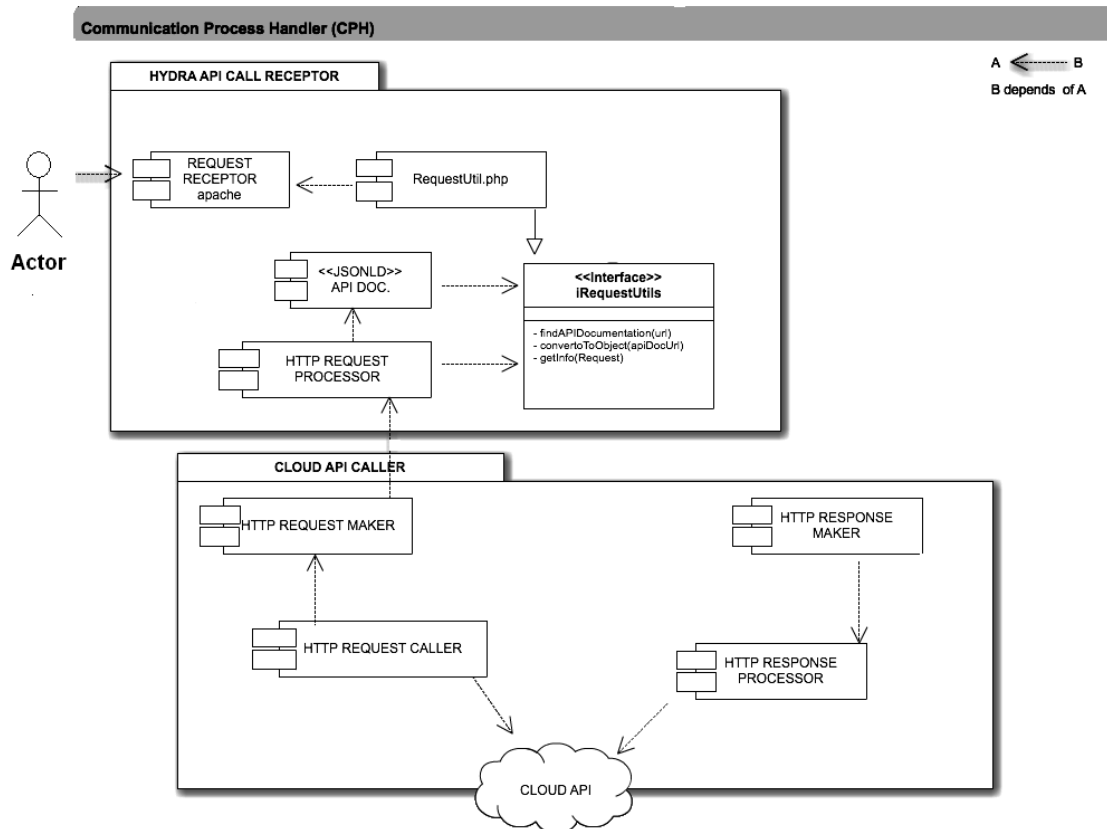 Communication Process Handler (CPH)
A
B
B depends of A
HYDRA API CALL RECEPTOR
REQUEST
RECEPTOR
apache
RequestUtil.php
Actor
<<JSONLD>>
API DOC.
<<Interface>>
iRequestUtils
- findAPIDocumentation(url)
- convertoToObject(apiDocUrl)
- getInfo(Request)
HTTP REQUEST
PROCESSOR
CLOUD API CALLER
HTTP REQUEST MAKER
HTTP RESPONSE
MAKER
HTTP REQUEST CALLER
HTTP RESPONSE
PROCESSOR
CLOUD API